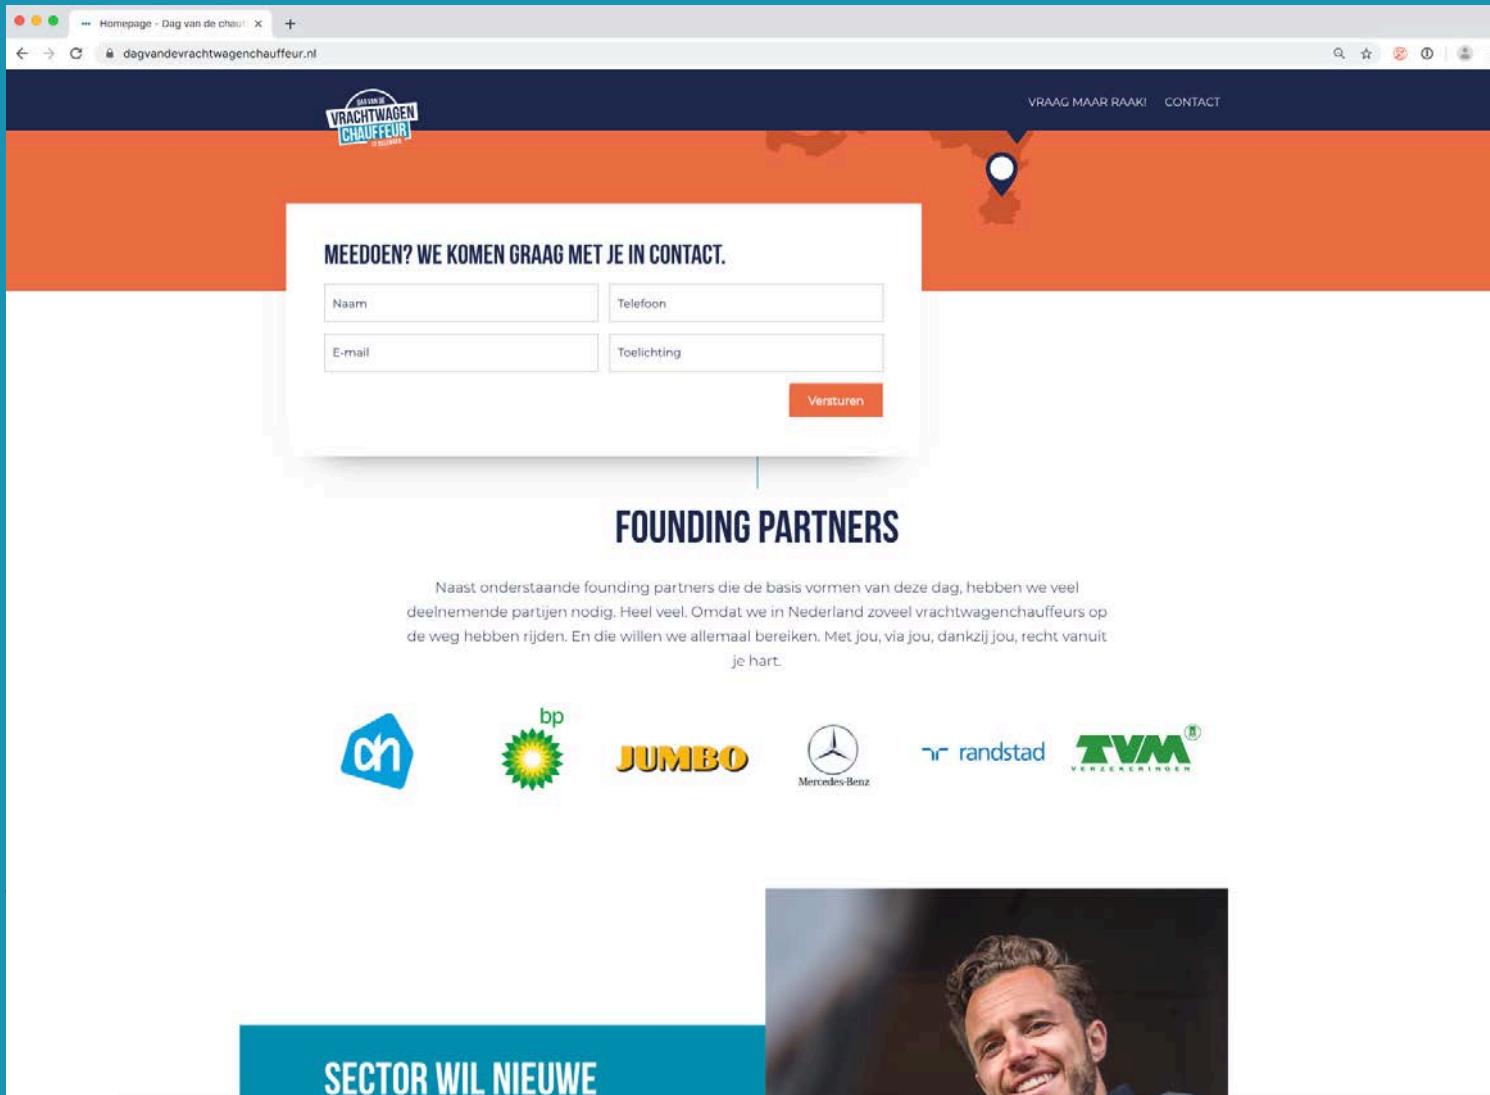 Homepage - Dag van de chauf
dagvandevrachtwagenchauffeur.nl
DAG VAN DE
VRACHTWAGEN
CHAUFFEUR
VRAAG MAAR RAAK!
CONTACT
MEEDOEN? WE KOMEN GRAAG MET JE IN CONTACT.
Naam
Telefoon
E-mail
Toelichting
Versturen
FOUNDING PARTNERS
Naast onderstaande founding partners die de basis vormen van deze dag, hebben we veel
deelnemende partijen nodig. Heel veel. Omdat we in Nederland zoveel vrachtwagenchauffeurs op
de weg hebben rijden. En die willen we allemaal bereiken. Met jou, via jou, dankzij jou, recht vanuit
je hart.
ah
bp
JUMBO
Mercedes-Benz
randstad
TVM
VERZEKERINGEN
SECTOR WIL NIEUWE